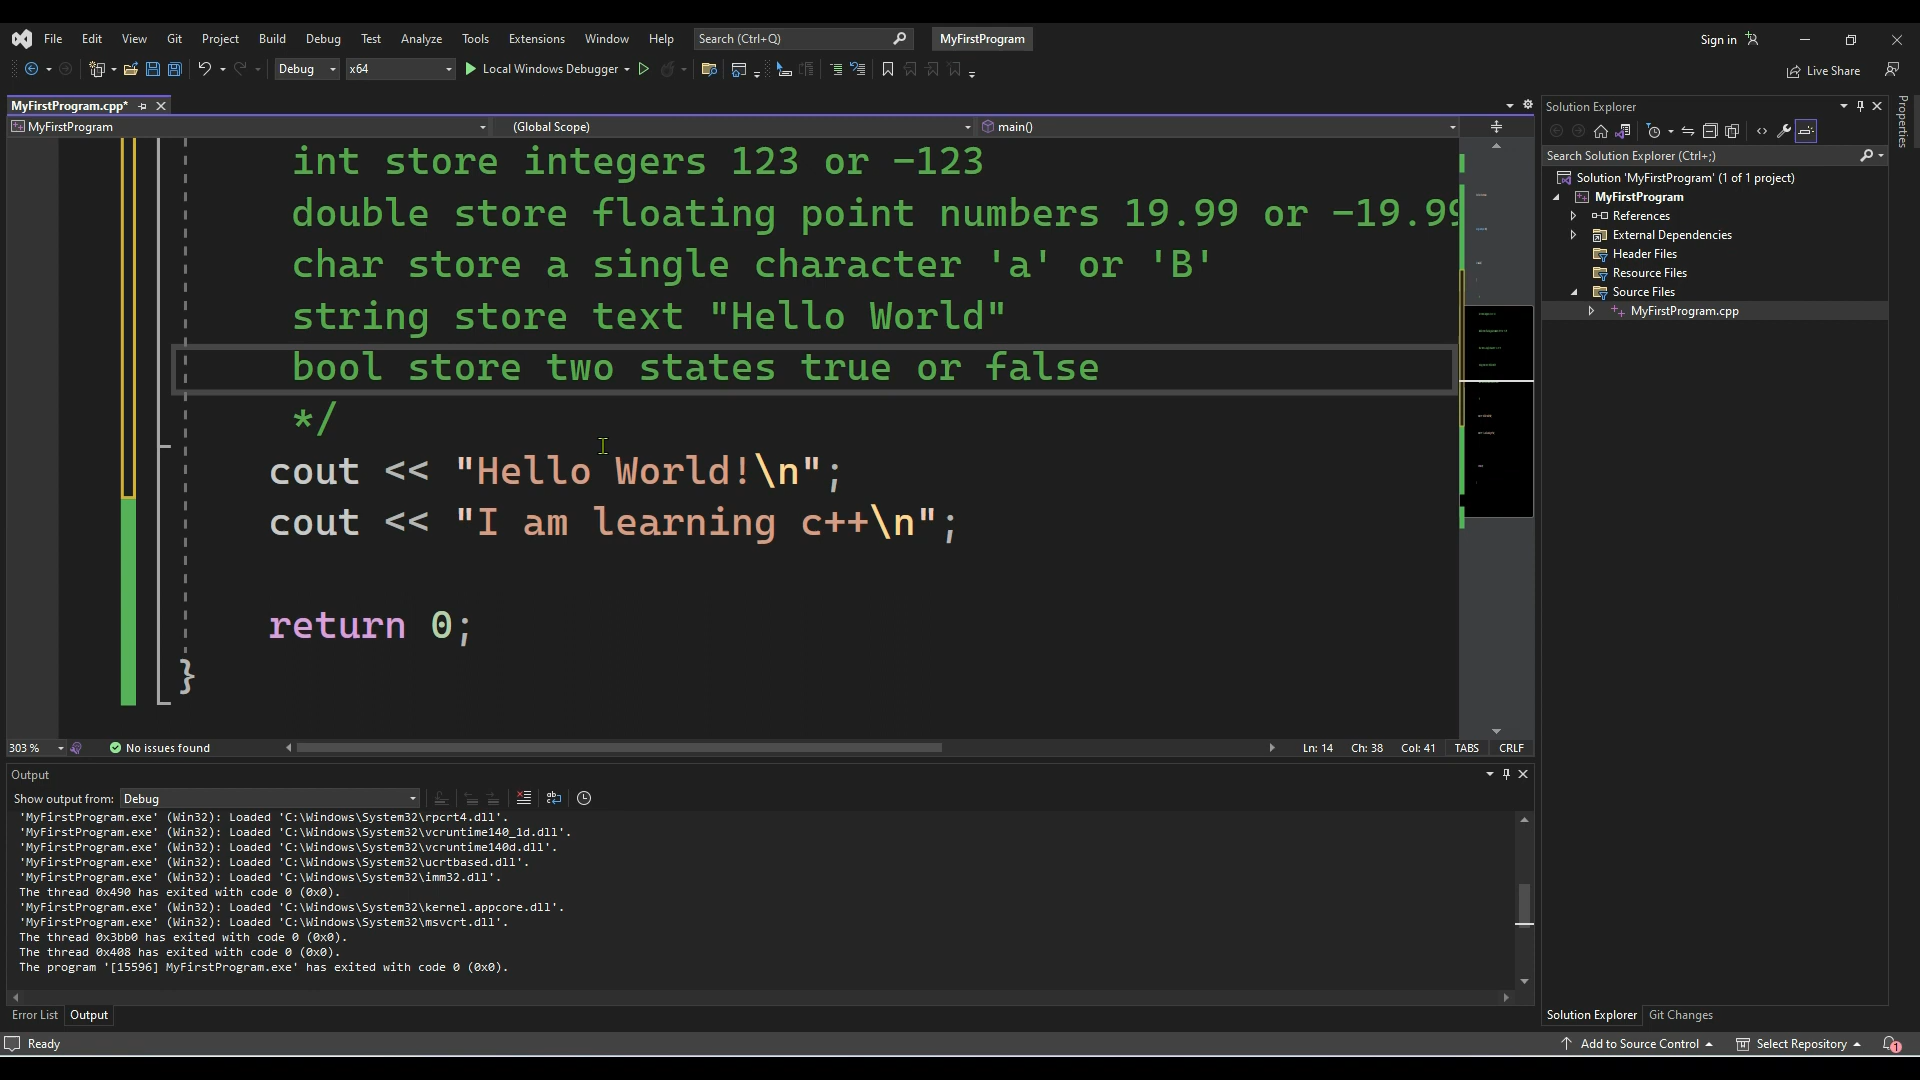 File Edit View Git Project Build Debug Test Analyze Tools Extensions Window Help Search (Ctrl+Q) MyFirstProgram Sign in
Debug x64 Local Windows Debugger Live Share
MyFirstProgram.cpp*
MyFirstProgram (Global Scope) main()
int store integers 123 or -123
double store floating point numbers 19.99 or -19.99
char store a single character 'a' or 'B'
string store text "Hello World"
bool store two states true or false
*/
cout << "Hello World!\n";
cout << "I am learning c++\n";
return 0;
}
303 % No issues found Ln: 14 Ch: 38 Col: 41 TABS CRLF
Output
Show output from: Debug
'MyFirstProgram.exe' (Win32): Loaded 'C:\Windows\System32\rpcrt4.dll'.
'MyFirstProgram.exe' (Win32): Loaded 'C:\Windows\System32\vcruntime140_1d.dll'.
'MyFirstProgram.exe' (Win32): Loaded 'C:\Windows\System32\vcruntime140d.dll'.
'MyFirstProgram.exe' (Win32): Loaded 'C:\Windows\System32\ucrtbased.dll'.
'MyFirstProgram.exe' (Win32): Loaded 'C:\Windows\System32\imm32.dll'.
The thread 0x490 has exited with code 0 (0x0).
'MyFirstProgram.exe' (Win32): Loaded 'C:\Windows\System32\kernel.appcore.dll'.
'MyFirstProgram.exe' (Win32): Loaded 'C:\Windows\System32\msvcrt.dll'.
The thread 0x3bb0 has exited with code 0 (0x0).
The thread 0x408 has exited with code 0 (0x0).
The program '[15596] MyFirstProgram.exe' has exited with code 0 (0x0).
Error List Output
Solution Explorer
Search Solution Explorer (Ctrl+;)
Solution 'MyFirstProgram' (1 of 1 project)
MyFirstProgram
References
External Dependencies
Header Files
Resource Files
Source Files
MyFirstProgram.cpp
Solution Explorer Git Changes
Properties
Ready Add to Source Control Select Repository 1